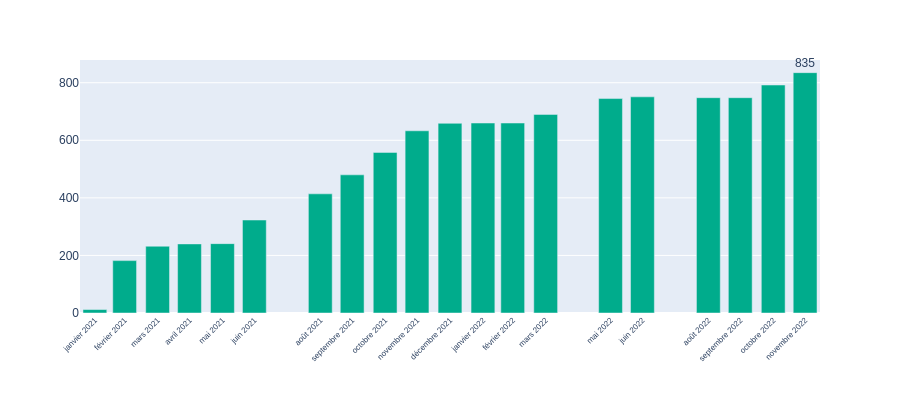 835
800
600
400
200
0
janvier 2021
février 2021
mars 2021
avril 2021
mai 2021
juin 2021
août 2021
septembre 2021
octobre 2021
novembre 2021
décembre 2021
janvier 2022
février 2022
mars 2022
mai 2022
juin 2022
août 2022
septembre 2022
octobre 2022
novembre 2022